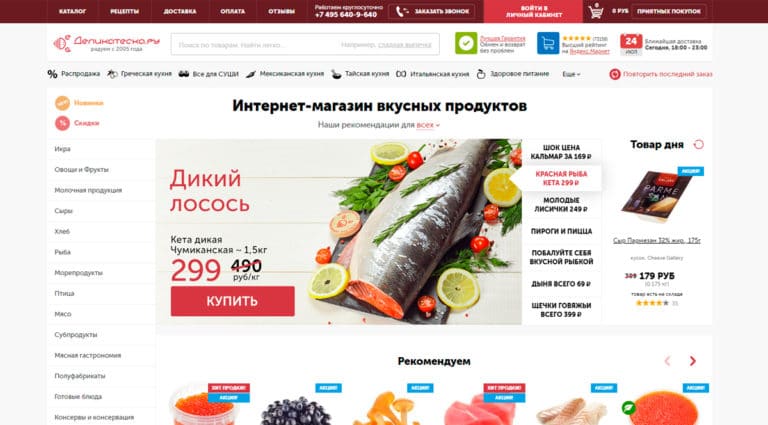 КАТАЛОГ РЕЦЕПТЫ ДОСТАВКА ОПЛАТА ОТЗЫВЫ
Работаем круглосуточно
+7 495 640-9-640
ЗАКАЗАТЬ ЗВОНОК
ВОЙТИ В
ЛИЧНЫЙ КАБИНЕТ
0 РУБ
ПРИЯТНЫХ ПОКУПОК
Деликатеска.ру
радуем с 2005 года
Поиск по товарам. Найти легко... Например, сладкая выпечка
Лучшая Гарантия
Обмен и возврат
без проблем
Высший рейтинг
на Яндекс.Маркет
24
ИЮЛ
Ближайшая доставка
Сегодня, 18:00 - 23:00
Распродажа Греческая кухня Все для СУШИ Мексиканская кухня Тайская кухня Итальянская кухня Здоровое питание Еще
Повторить последний заказ
Новинки
Скидки
Икра
Овощи и Фрукты
Молочная продукция
Сыры
Хлеб
Рыба
Морепродукты
Птица
Мясо
Субпродукты
Мясная гастрономия
Полуфабрикаты
Готовые блюда
Консервы и консервация
Интернет-магазин вкусных продуктов
Наши рекомендации для всех
Дикий
лосось
Кета дикая
Чумиканская ~ 1,5кг
299 490
руб/кг
КУПИТЬ
ШОК ЦЕНА
КАЛЬМАР ЗА 169 ₽
КРАСНАЯ РЫБА
КЕТА 299 ₽
МОЛОДЫЕ
ЛИСИЧКИ 249 ₽
ПИРОГИ И ПИЦЦА
ПОБАЛУЙТЕ СЕБЯ
ВКУСНОЙ РЫБКОЙ
ДЫНЯ ВСЕГО 69 ₽
ЩЕЧКИ ГОВЯЖЬИ
ВСЕГО 399 ₽
Товар дня
АКЦИЯ!
Сыр Пармезан 32% жир., 175г
кусок, Cheese Gallery
309 179 РУБ
(0.175 кг)
товар есть на складе
Рекомендуем
ХИТ ПРОДАЖ!
АКЦИЯ!
АКЦИЯ!
АКЦИЯ!
ХИТ ПРОДАЖ!
АКЦИЯ!
АКЦИЯ!
АКЦИЯ!